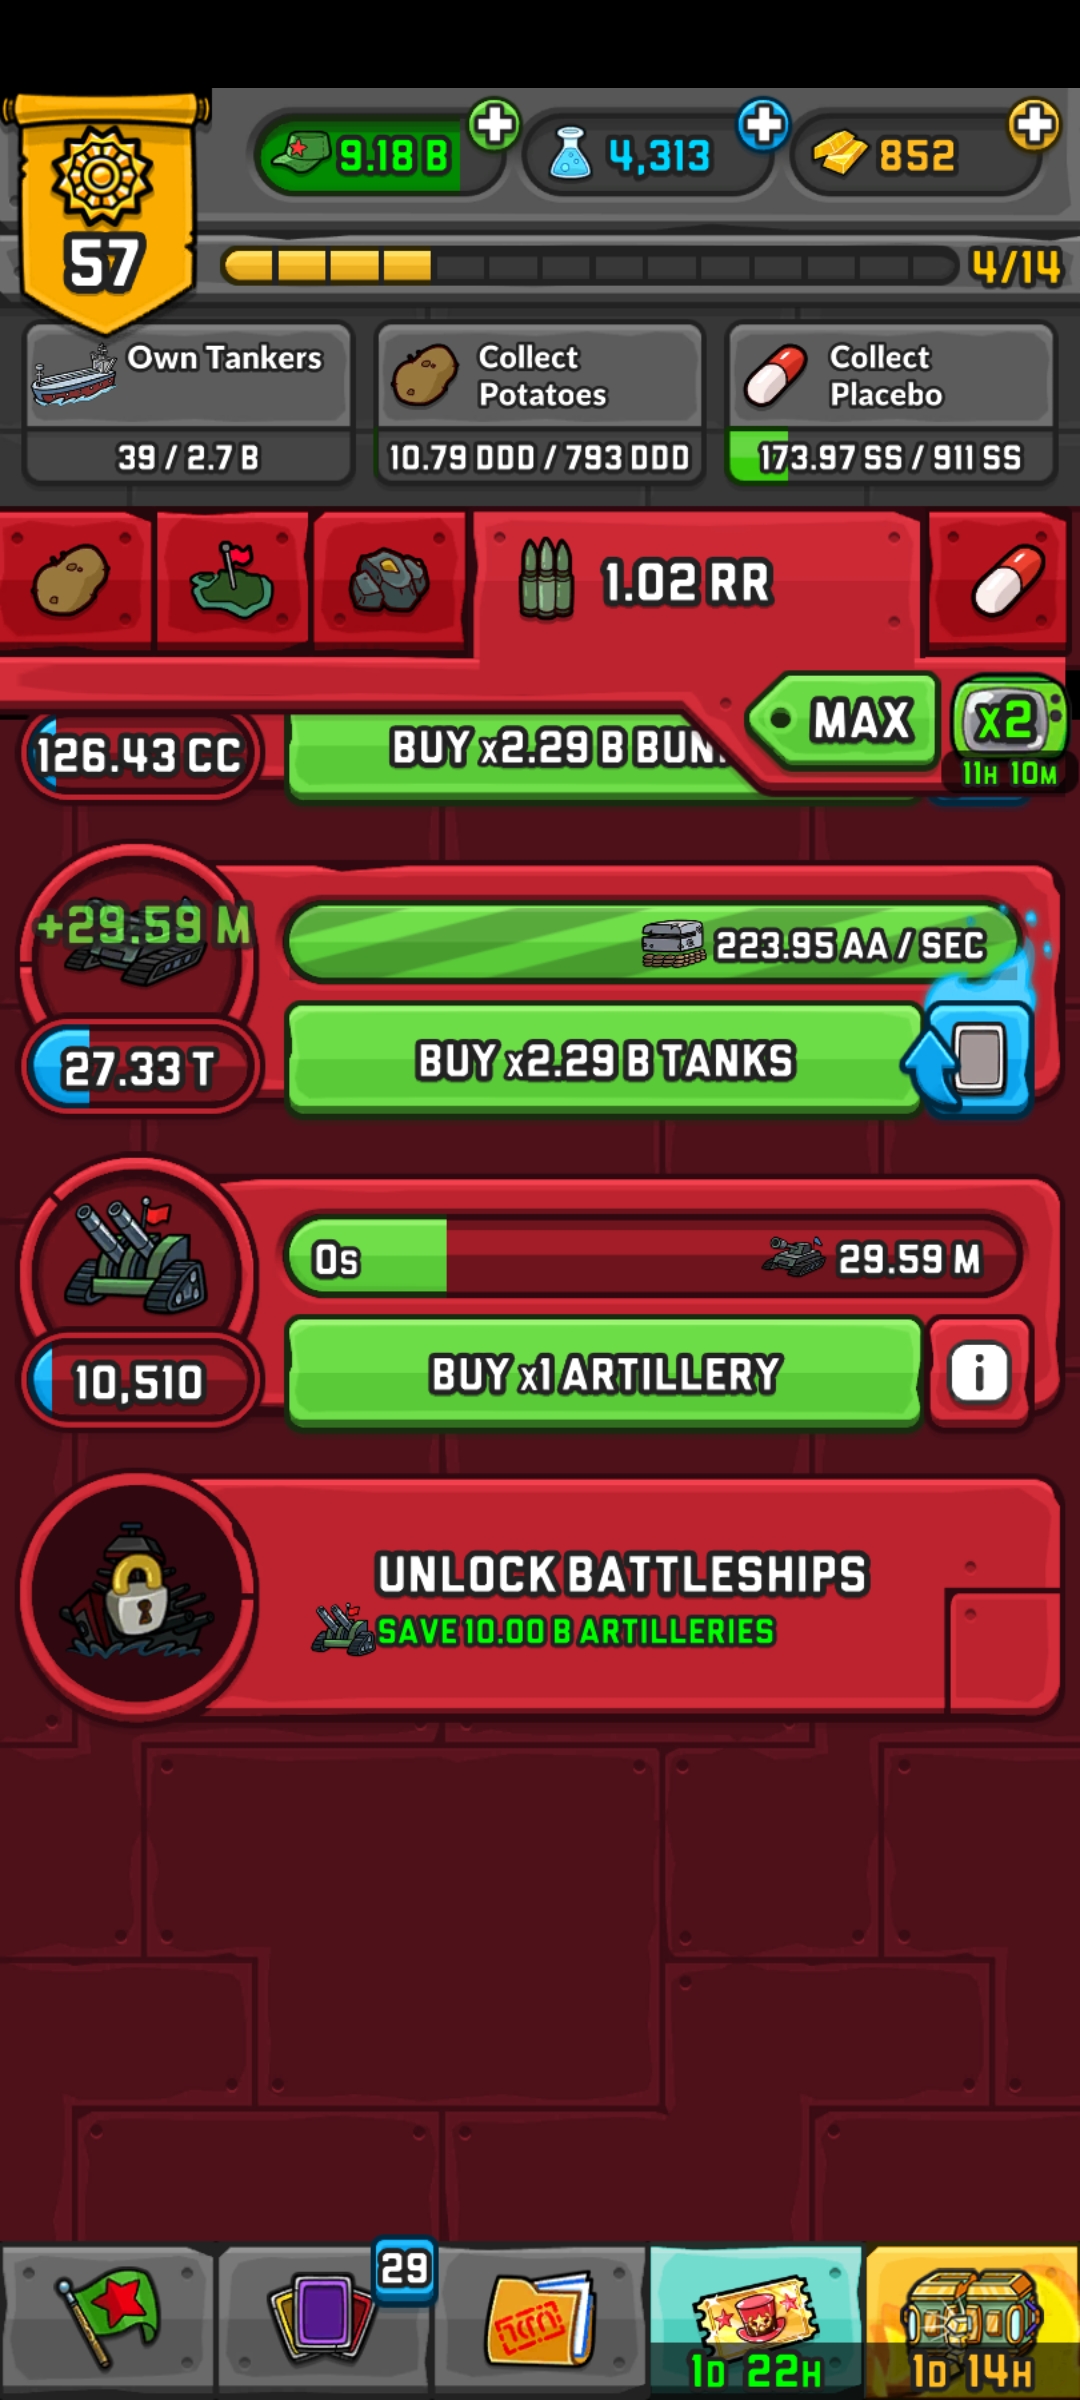 57
9.18 B
4,313
852
4/14
Own Tankers
39 / 2.7 B
Collect
Potatoes
10.79 DDD / 793 DDD
Collect
Placebo
173.97 SS / 911 SS
1.02 RR
MAX
x2
11H 10M
126.43 CC
BUY x2.29 B BUN
+29.59 M
223.95 AA / SEC
27.33 T
BUY x2.29 B TANKS
0s
29.59 M
10,510
BUY x1 ARTILLERY
i
UNLOCK BATTLESHIPS
SAVE 10.00 B ARTILLERIES
29
1D 22H
1D 14H